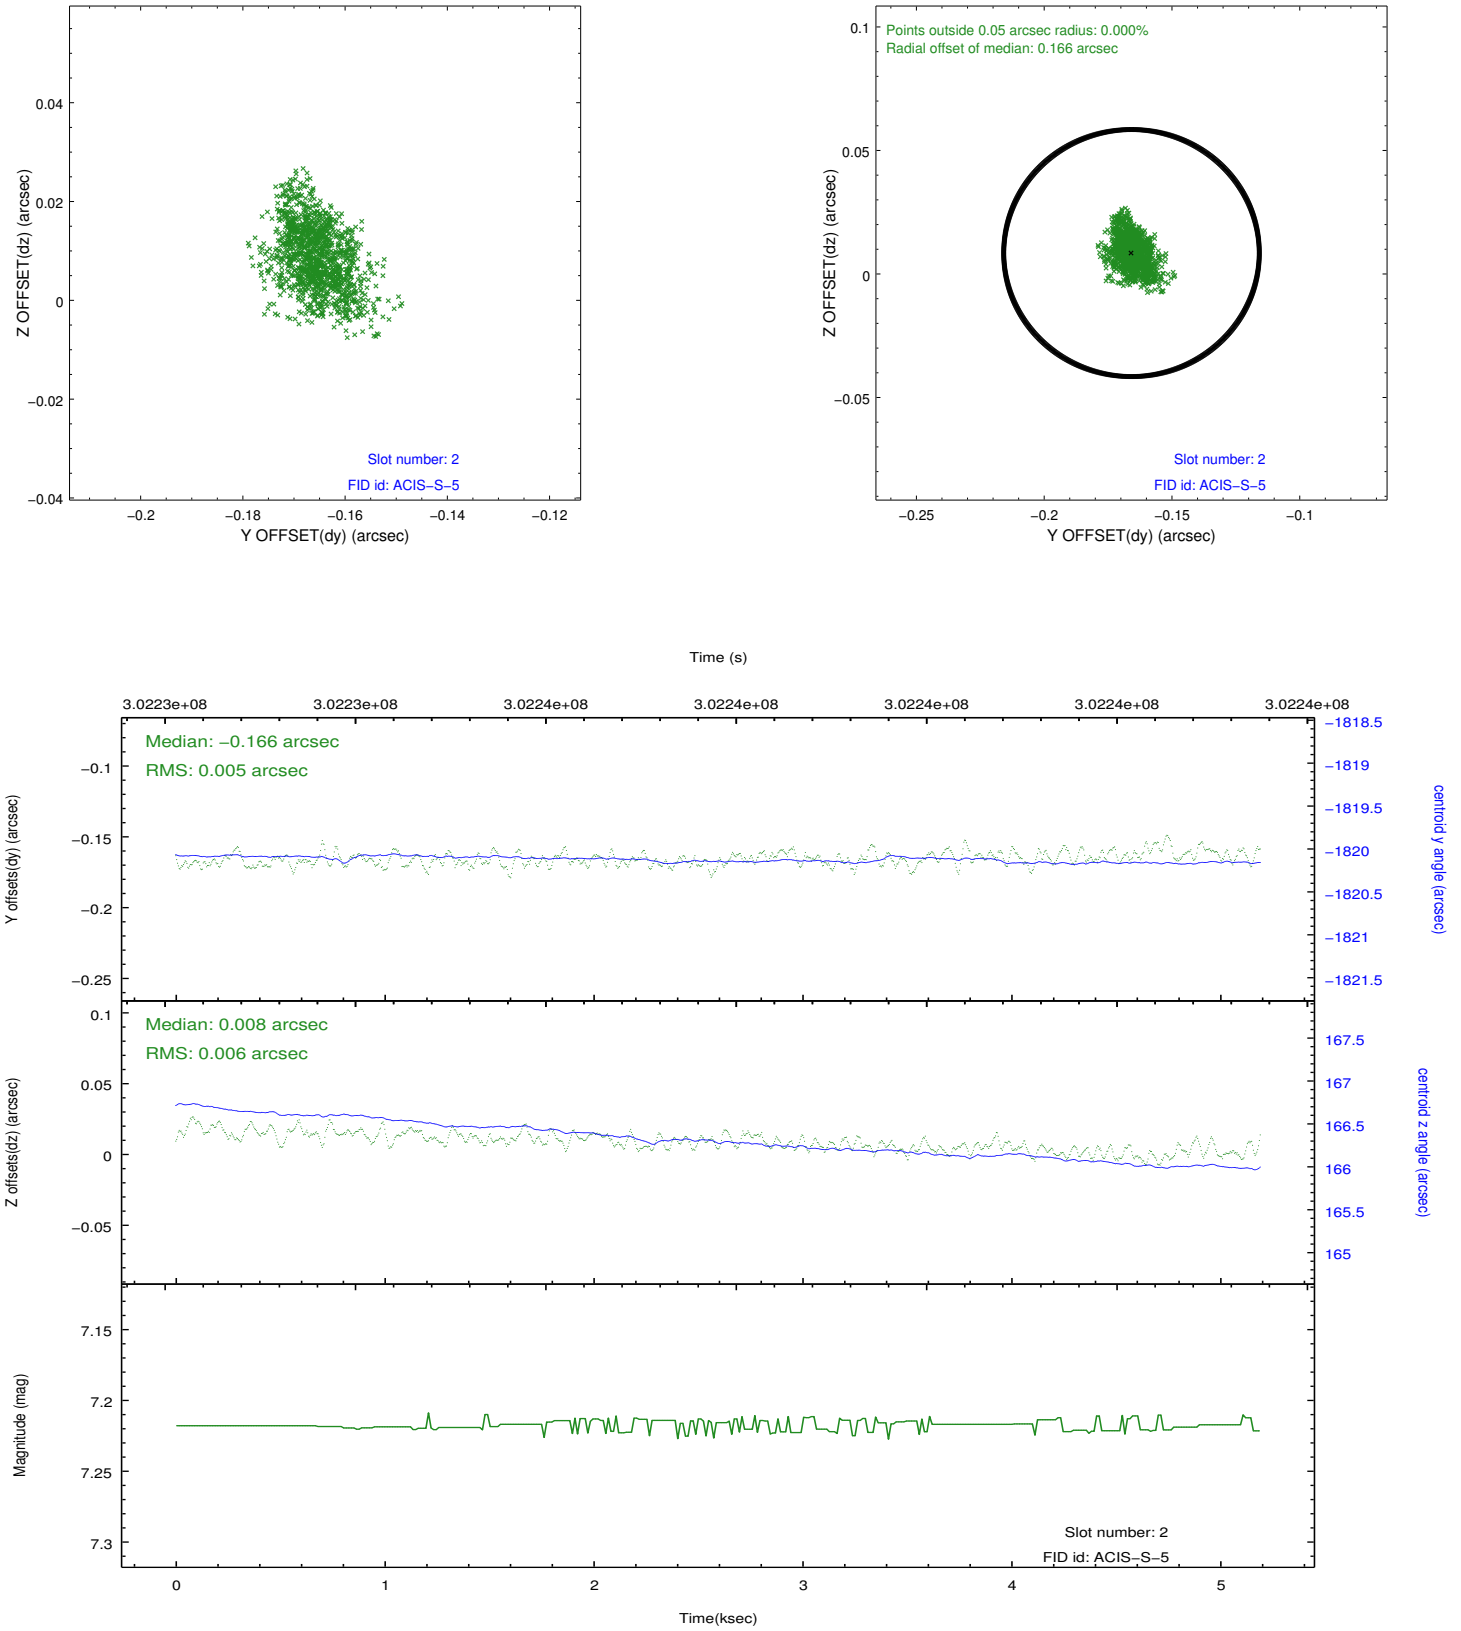 0.04
0.02
0
−0.02
−0.04
Z OFFSET(dz) (arcsec)
Slot number: 2
FID id: ACIS−S−5
−0.2 −0.18 −0.16 −0.14 −0.12
Y OFFSET(dy) (arcsec)
Points outside 0.05 arcsec radius: 0.000%
Radial offset of median: 0.166 arcsec
0.1
0.05
0
−0.05
Z OFFSET(dz) (arcsec)
Slot number: 2
FID id: ACIS−S−5
−0.25 −0.2 −0.15 −0.1
Y OFFSET(dy) (arcsec)
Time (s)
3.0223e+08 3.0223e+08 3.0224e+08 3.0224e+08 3.0224e+08 3.0224e+08 3.0224e+08
Median: −0.166 arcsec
RMS: 0.005 arcsec
−0.1
−0.15
−0.2
−0.25
Y offsets(dy) (arcsec)
−1818.5
−1819
−1819.5
−1820
−1820.5
−1821
−1821.5
centroid y angle (arcsec)
Median: 0.008 arcsec
RMS: 0.006 arcsec
0.1
0.05
0
−0.05
Z offsets(dz) (arcsec)
167.5
167
166.5
166
165.5
165
centroid z angle (arcsec)
7.15
7.2
7.25
7.3
Magnitude (mag)
Slot number: 2
FID id: ACIS−S−5
0 1 2 3 4 5
Time(ksec)